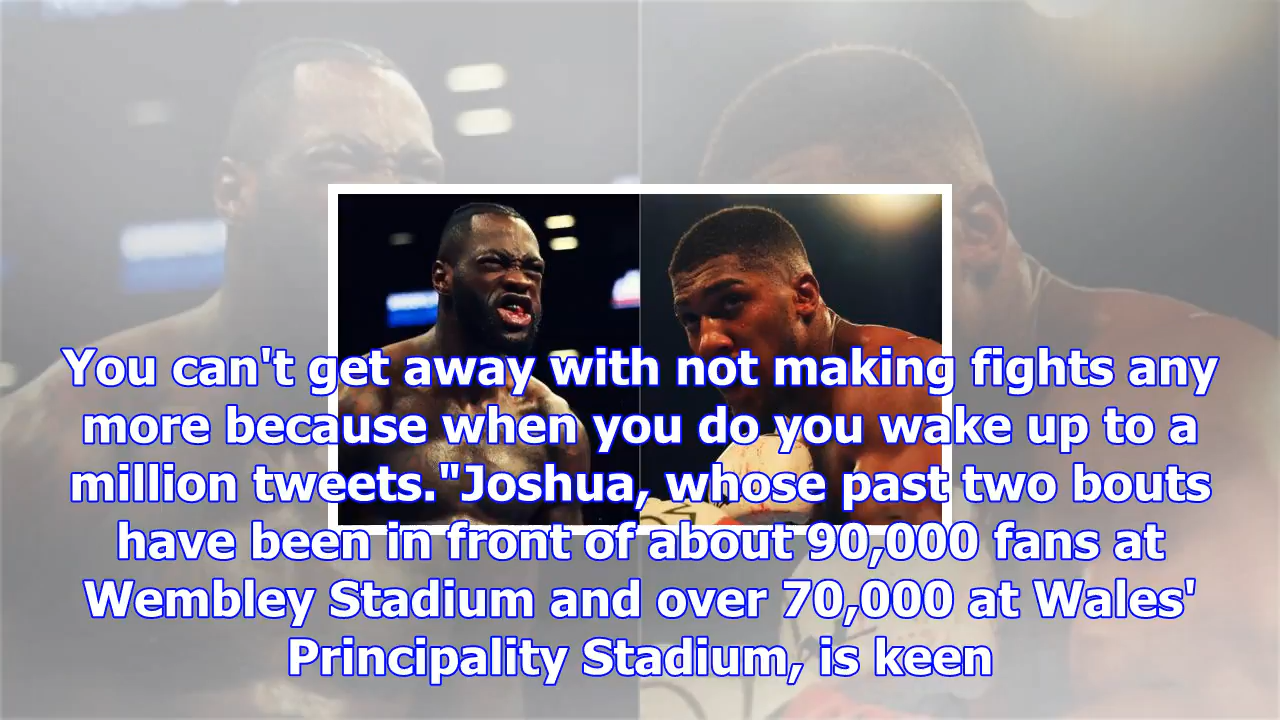 You can't get away with not making fights any
more because when you do you wake up to a
million tweets."Joshua, whose past two bouts
have been in front of about 90,000 fans at
Wembley Stadium and over 70,000 at Wales'
Principality Stadium, is keen